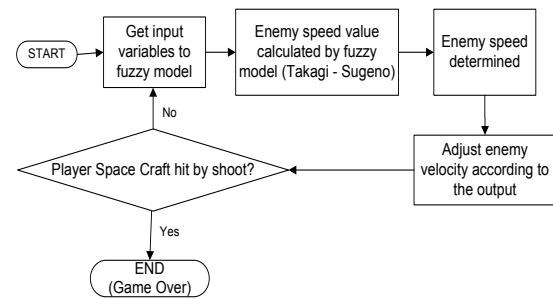 START
Get input
variables to
fuzzy model
Enemy speed value
calculated by fuzzy
model (Takagi - Sugeno)
Enemy speed
determined
Adjust enemy
velocity according to
the output
Player Space Craft hit by shoot?
No
Yes
END
(Game Over)